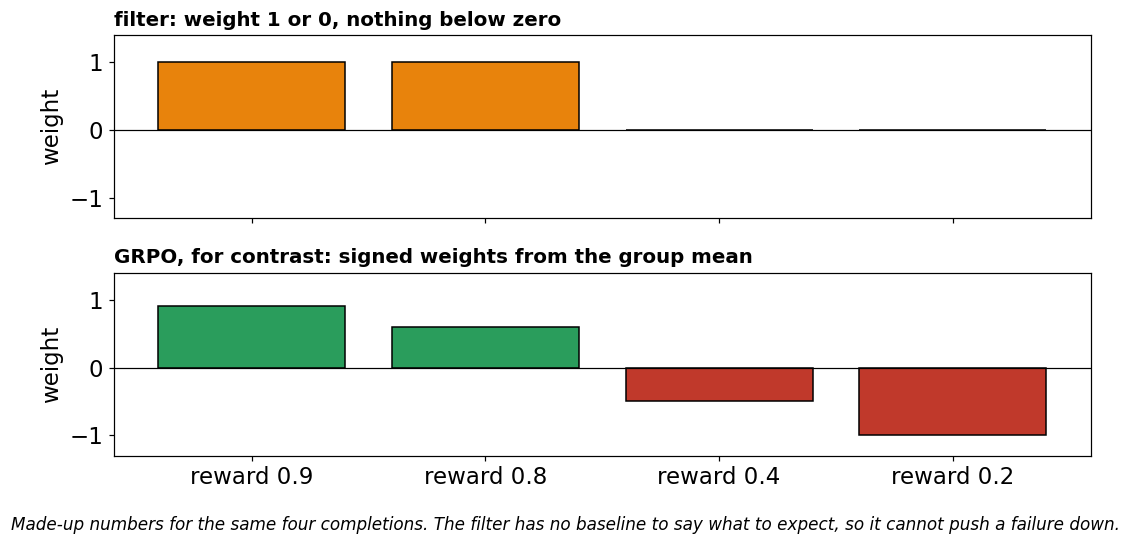 filter: weight 1 or 0, nothing below zero
weight
1
0
−1
GRPO, for contrast: signed weights from the group mean
weight
1
0
−1
reward 0.9 reward 0.8 reward 0.4 reward 0.2
Made-up numbers for the same four completions. The filter has no baseline to say what to expect, so it cannot push a failure down.